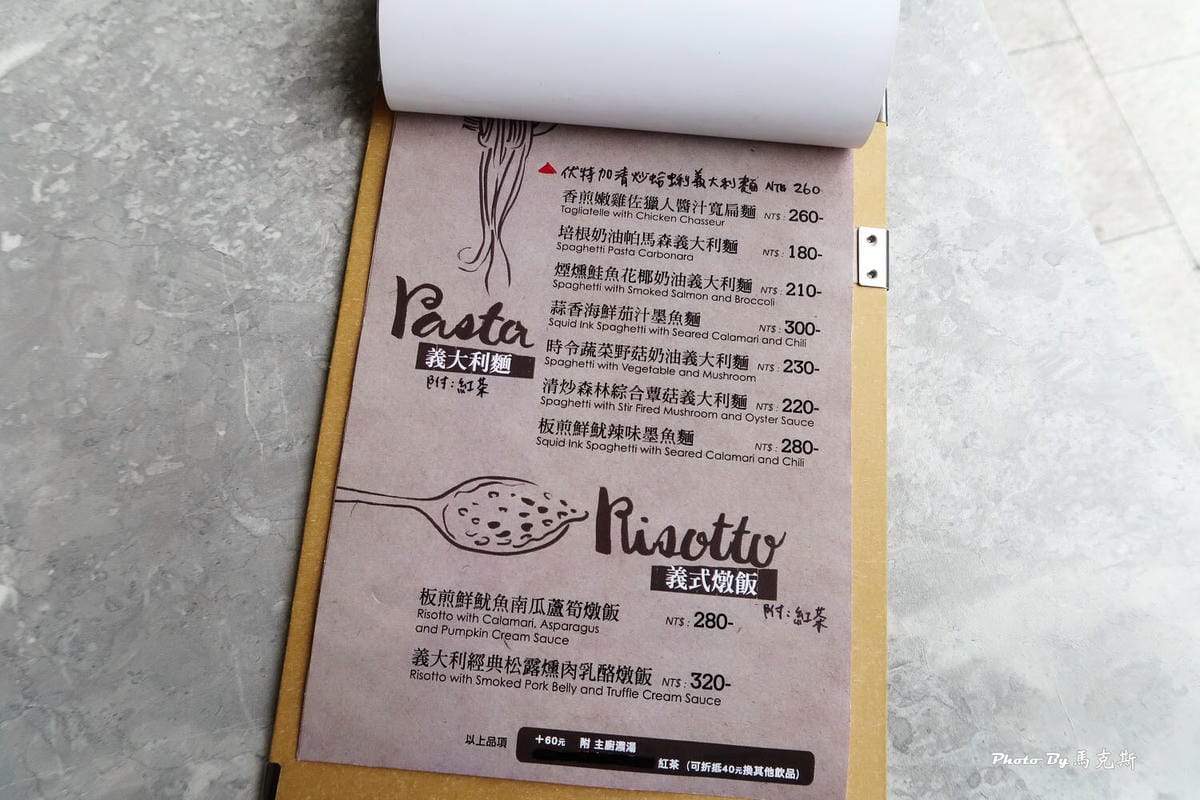 伏特加清炒蛤蜊義大利麵 NT$ 260
香煎嫩雞佐獵人醬汁寬扁麵 NT$ : 260-
Tagliatelle with Chicken Chasseur
培根奶油帕馬森義大利麵 NT$ : 180-
Spaghetti Pasta Carbonara
煙燻鮭魚花椰奶油義大利麵 NT$ : 210-
Spaghetti with Smoked Salmon and Broccoli
蒜香海鮮茄汁墨魚麵 NT$ : 300-
Squid Ink Spaghetti with Seared Calamari and Chili
時令蔬菜野菇奶油義大利麵 NT$ : 230-
Spaghetti with Vegetable and Mushroom
清炒森林綜合蕈菇義大利麵 NT$ : 220-
Spaghetti with Stir Fired Mushroom and Oyster Sauce
板煎鮮魷辣味墨魚麵 NT$ : 280-
Squid Ink Spaghetti with Seared Calamari and Chili
Pasta
義大利麵
附:紅茶
Risotto
義式燉飯
附:紅茶
板煎鮮魷魚南瓜蘆筍燉飯 NT$ : 280-
Risotto with Calamari, Asparagus
and Pumpkin Cream Sauce
義大利經典松露燻肉乳酪燉飯 NT$ : 320-
Risotto with Smoked Pork Belly and Truffle Cream Sauce
以上品項 +60元 附 主廚濃湯
紅茶 (可折抵40元換其他飲品)
Photo By 馬克斯